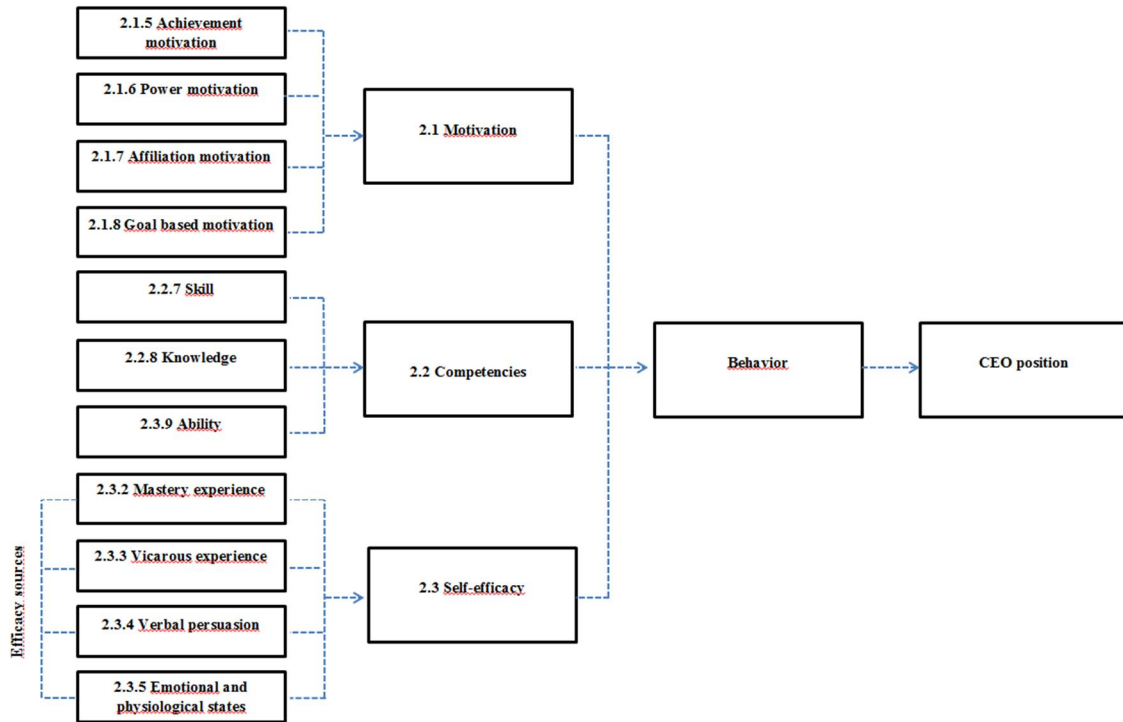 2.1.5 Achievement
motivation
2.1.6 Power motivation
2.1.7 Affiliation motivation
2.1.8 Goal based motivation
2.1 Motivation
2.2.7 Skill
2.2.8 Knowledge
2.3.9 Ability
2.2 Competencies
Behavior
CEO position
Efficacy sources
2.3.2 Mastery experience
2.3.3 Vicarous experience
2.3.4 Verbal persuasion
2.3.5 Emotional and
physiological states
2.3 Self-efficacy